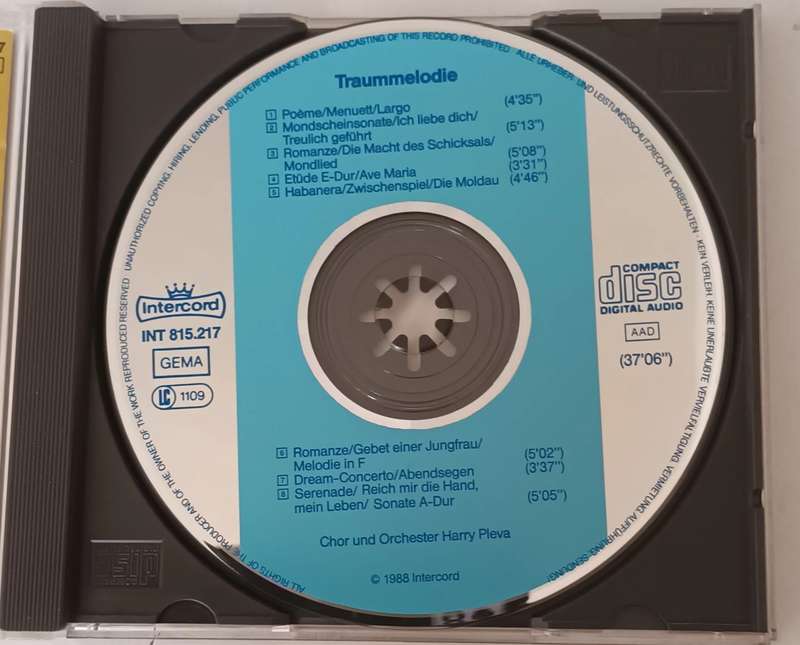 UNAUTHORIZED COPYING, HIRING, LENDING, PUBLIC PERFORMANCE AND BROADCASTING OF THIS RECORD PROHIBITED · ALLE URHEBER- UND LEISTUNGSSCHUTZRECHTE VORBEHALTEN · KEIN VERLEIH, KEINE UNERLAUBTE VERVIELFÄLTIGUNG, VERMIETUNG, AUFFÜHRUNG, SENDUNG.
Traummelodie
1 Poème/Menuett/Largo (4'35")
2 Mondscheinsonate/Ich liebe dich/
Treulich geführt (5'13")
3 Romanze/Die Macht des Schicksals/
Mondlied (5'08")
4 Etüde E-Dur/Ave Maria (3'31")
5 Habanera/Zwischenspiel/Die Moldau (4'46")
Intercord
INT 815.217
GEMA
LC 1109
COMPACT
disc
DIGITAL AUDIO
AAD
(37'06")
6 Romanze/Gebet einer Jungfrau/
Melodie in F (5'02")
7 Dream-Concerto/Abendsegen (3'37")
8 Serenade/ Reich mir die Hand,
mein Leben/ Sonate A-Dur (5'05")
Chor und Orchester Harry Pleva
© 1988 Intercord
ALL RIGHTS OF THE PRODUCER AND OF THE OWNER OF THE WORK REPRODUCED RESERVED